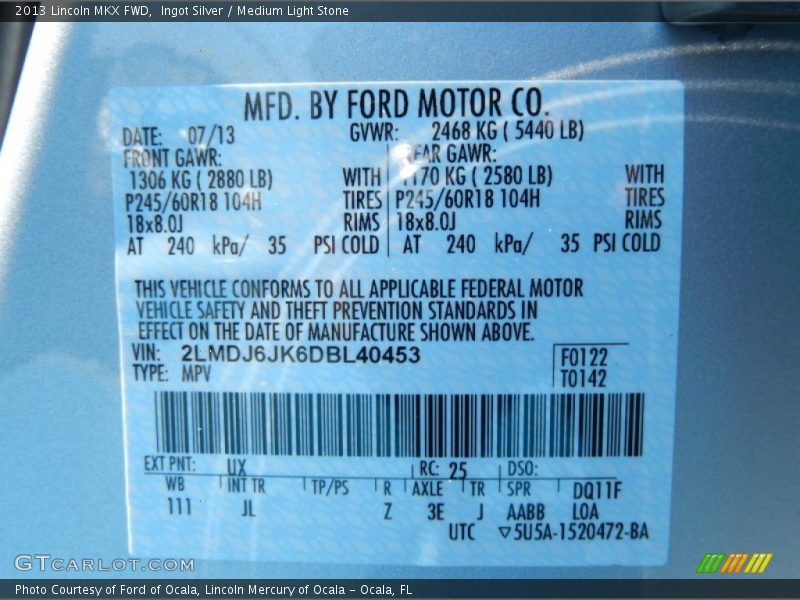 2013 Lincoln MKX FWD,  Ingot Silver / Medium Light Stone
MFD. BY FORD MOTOR CO.
DATE: 07/13 GVWR: 2468 KG ( 5440 LB)
FRONT GAWR: REAR GAWR:
1306 KG ( 2880 LB) WITH 1170 KG ( 2580 LB) WITH
P245/60R18 104H TIRES P245/60R18 104H TIRES
18x8.0J RIMS 18x8.0J RIMS
AT 240 kPa/ 35 PSI COLD AT 240 kPa/ 35 PSI COLD
THIS VEHICLE CONFORMS TO ALL APPLICABLE FEDERAL MOTOR
VEHICLE SAFETY AND THEFT PREVENTION STANDARDS IN
EFFECT ON THE DATE OF MANUFACTURE SHOWN ABOVE.
VIN: 2LMDJ6JK6DBL40453 F0122
TYPE: MPV T0142
EXT PNT: UX RC: 25 DSO:
WB INT TR TP/PS R AXLE TR SPR DQ11F
111 JL Z 3E J AABB LOA
UTC ▽5U5A-1520472-BA
GTCARLOT.COM
Photo Courtesy of Ford of Ocala, Lincoln Mercury of Ocala - Ocala, FL